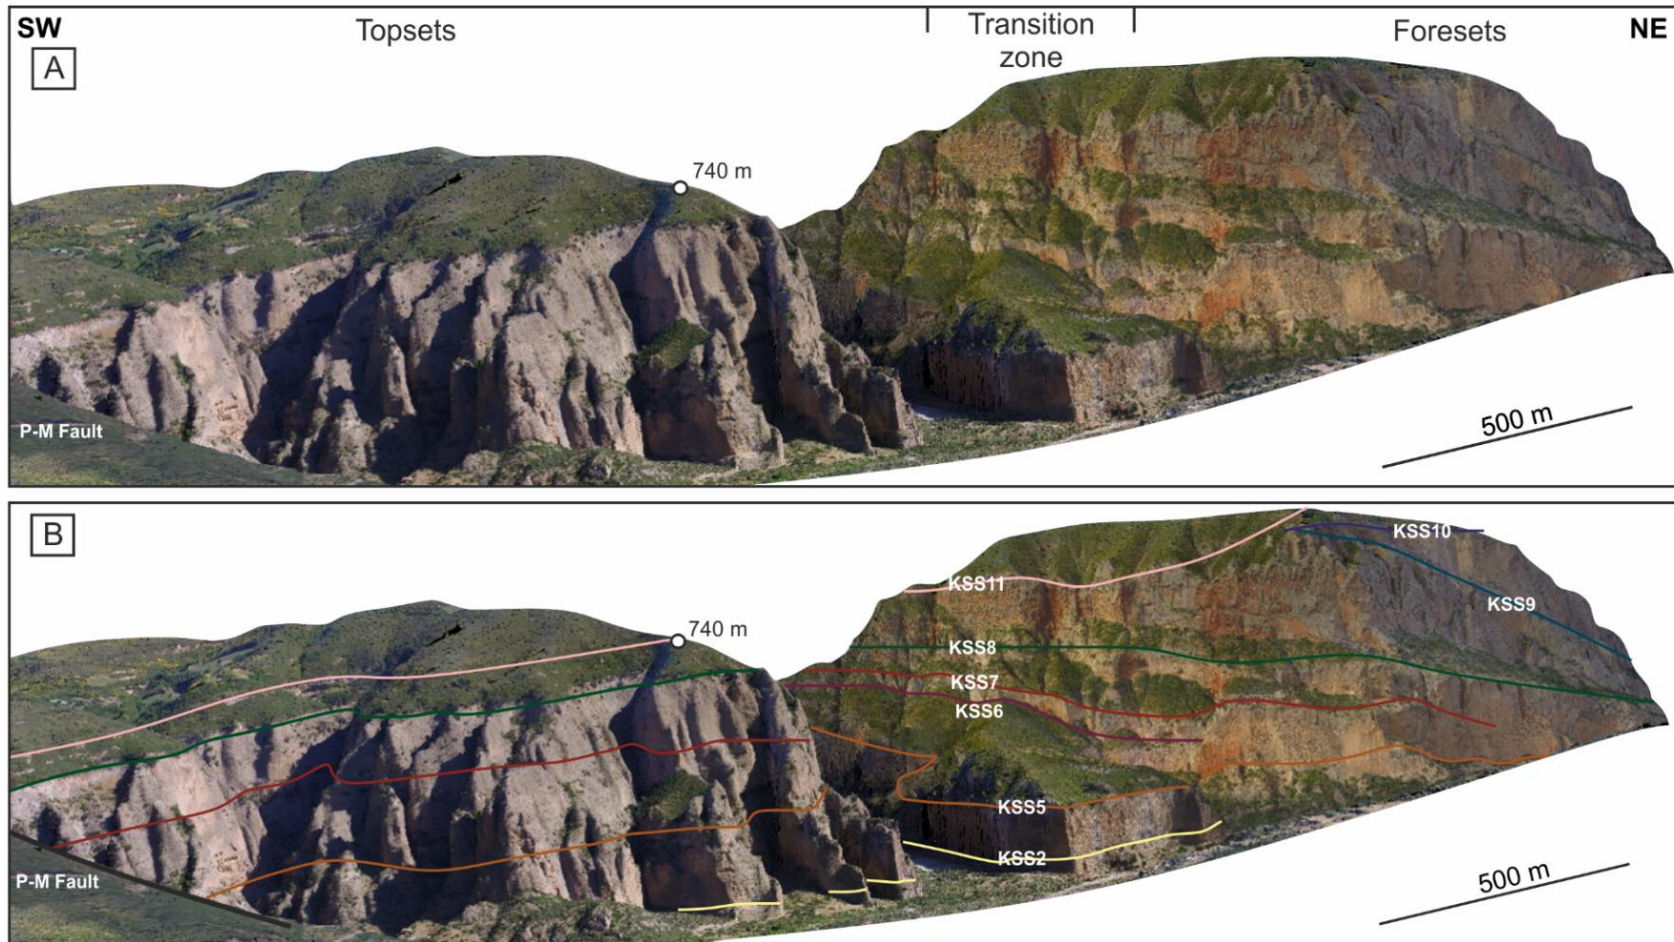 SW
Topsets
Transition
zone
Foresets
NE
A
740 m
P-M Fault
500 m
B
KSS10
KSS11
KSS9
740 m
KSS8
KSS7
KSS6
KSS5
KSS2
P-M Fault
500 m